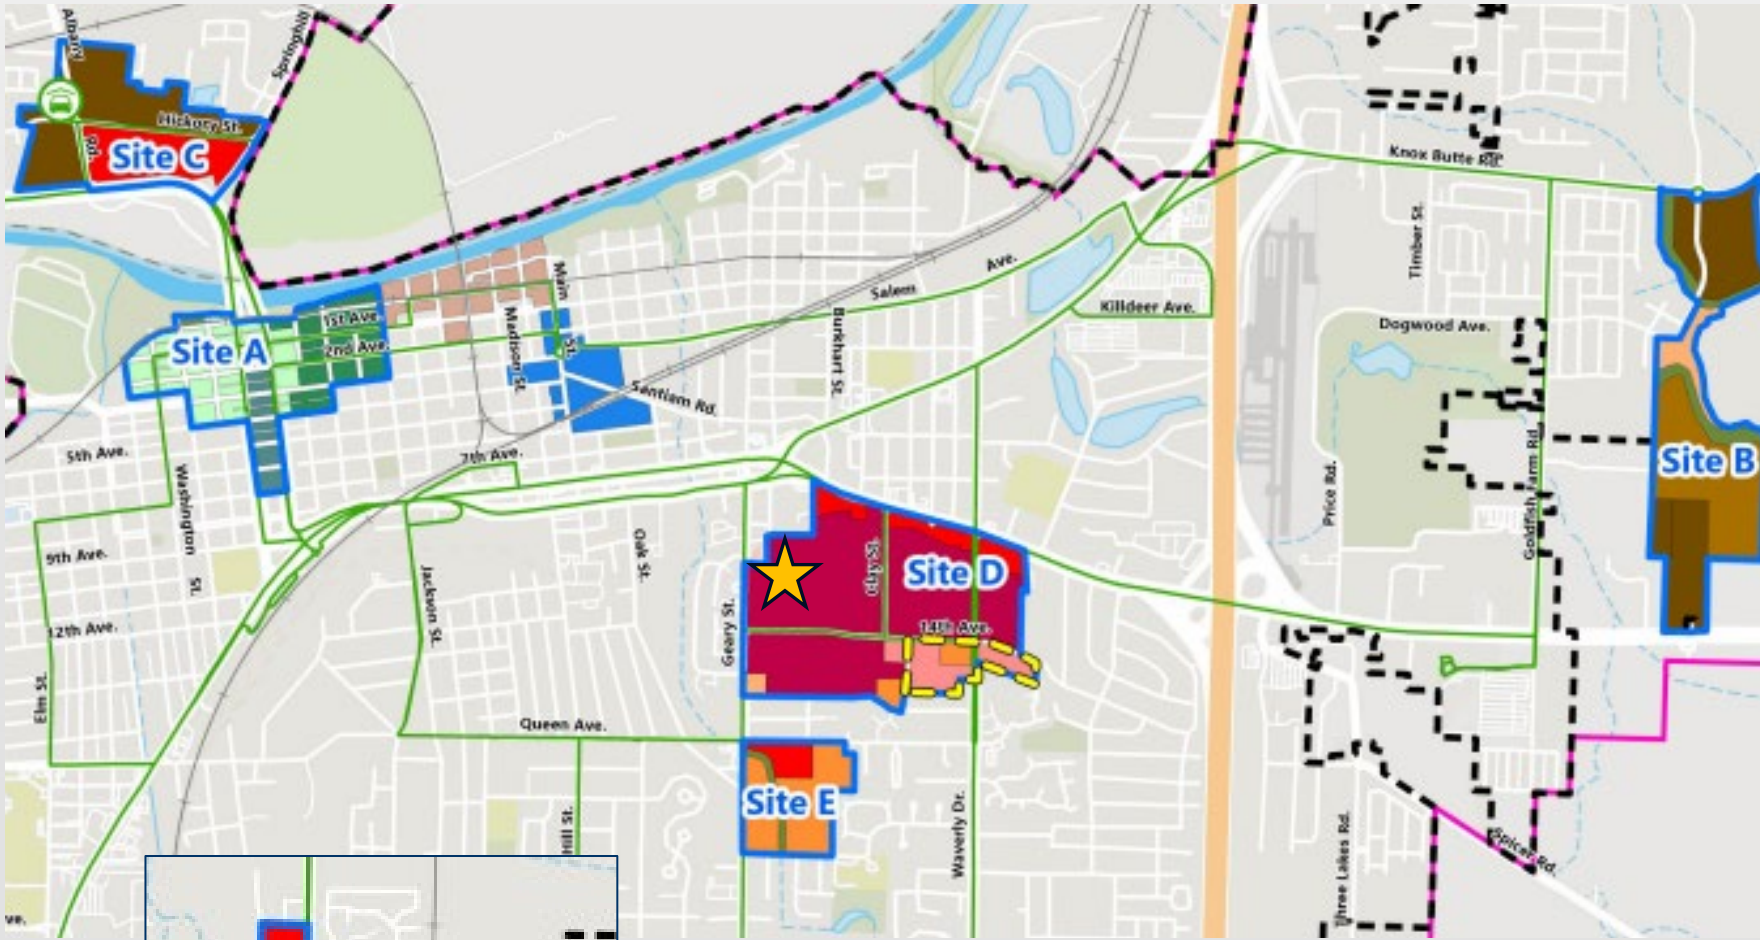 Albany
Springhill
Hickory St.
Rd.
Site C
Knox Butte Rd.
Timber St.
Main
St.
Ave.
Salem
Killdeer Ave.
Dogwood Ave.
1st Ave.
2nd Ave.
Site A
Madison St.
Burkhart St.
Santiam Rd.
5th Ave.
7th Ave.
Washington
St.
Site B
Price Rd.
Goldfish Farm Rd.
9th Ave.
Oak St.
Clay St.
Site D
12th Ave.
Jackson St.
Geary St.
14th Ave.
Elm St.
Queen Ave.
Site E
Hill St.
Waverly Dr.
Three Lakes Rd.
Spicer Rd.
ve.